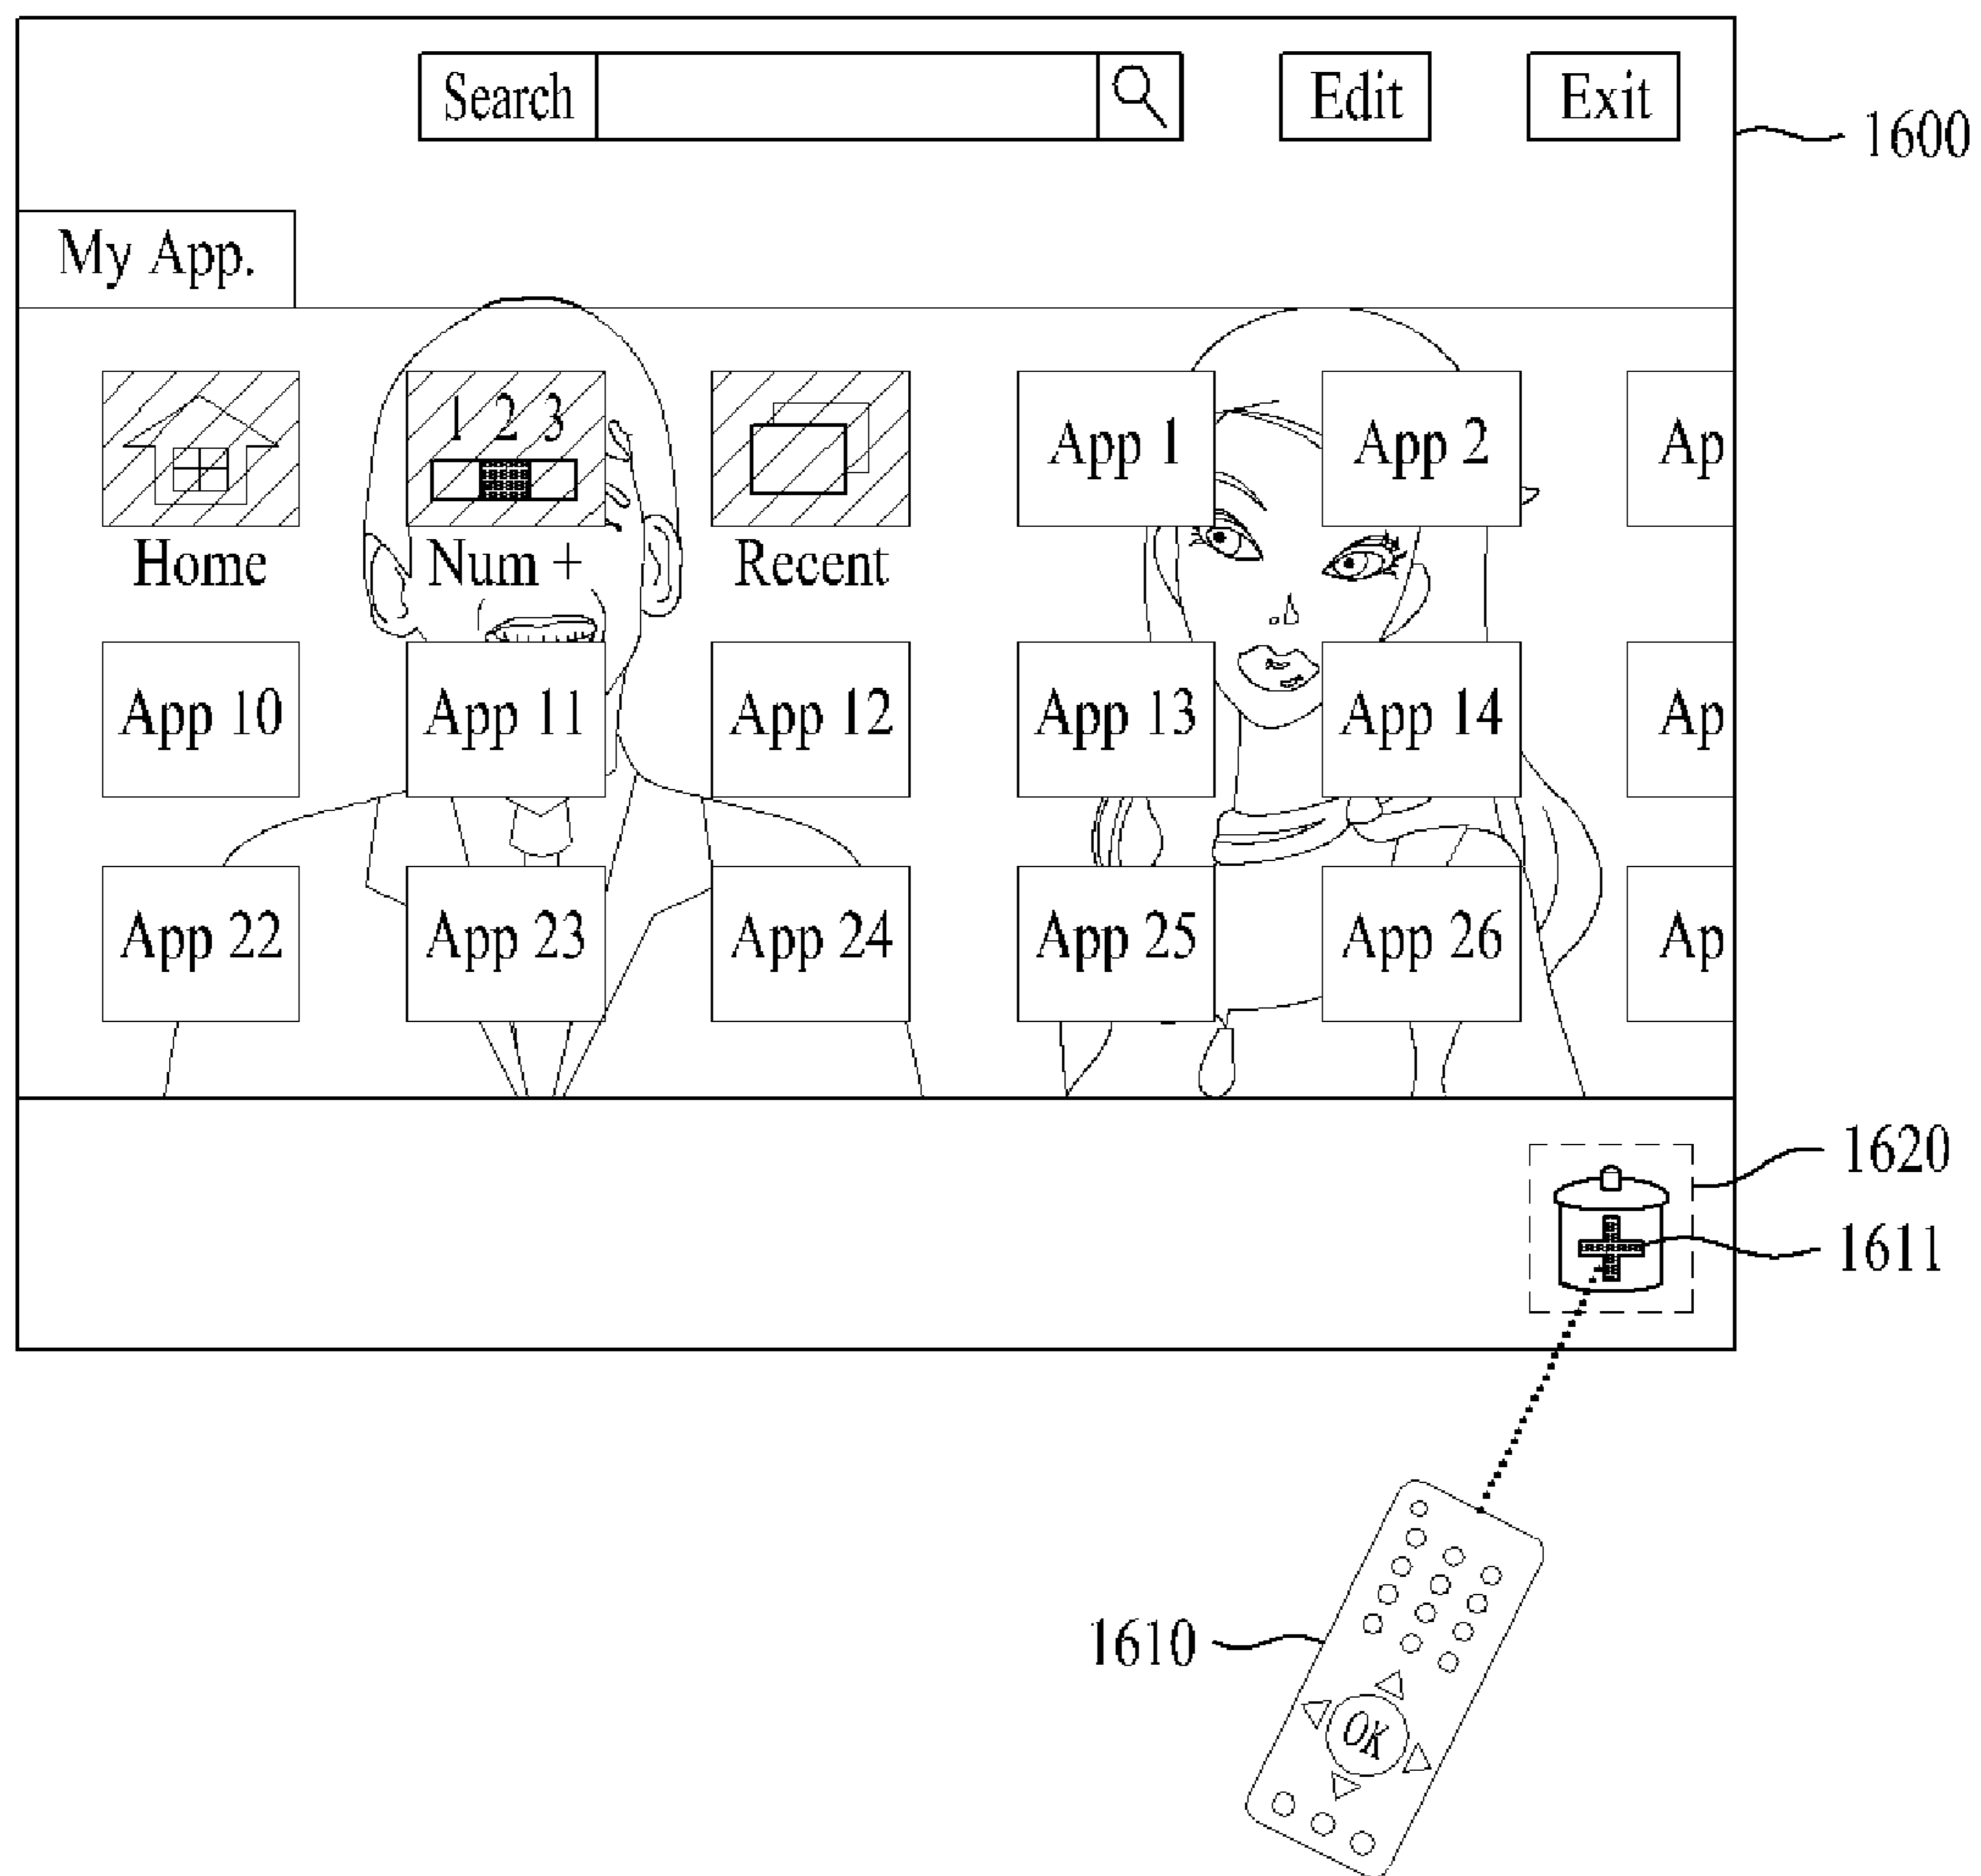 Search Edit Exit
1600
My App.
1 2 3 App 1 App 2 Ap
Home Num + Recent
App 10 App 11 App 12 App 13 App 14 Ap
App 22 App 23 App 24 App 25 App 26 Ap
1620
1611
1610
OK